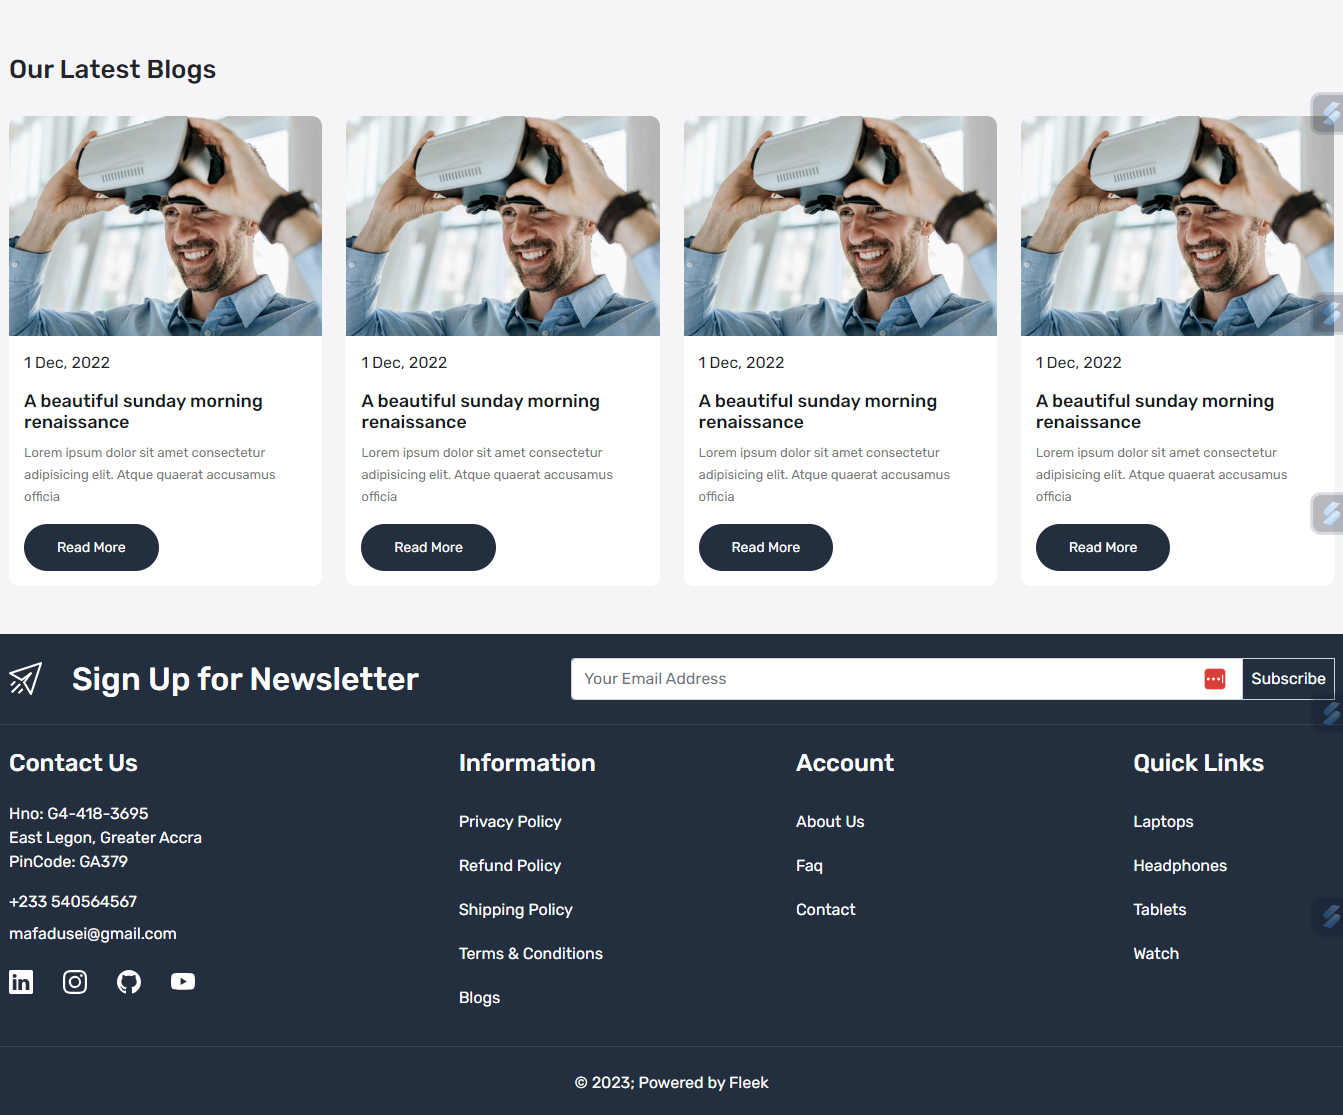 Our Latest Blogs
1 Dec, 2022
A beautiful sunday morning
renaissance
Lorem ipsum dolor sit amet consectetur
adipisicing elit. Atque quaerat accusamus
officia
Read More
1 Dec, 2022
A beautiful sunday morning
renaissance
Lorem ipsum dolor sit amet consectetur
adipisicing elit. Atque quaerat accusamus
officia
Read More
1 Dec, 2022
A beautiful sunday morning
renaissance
Lorem ipsum dolor sit amet consectetur
adipisicing elit. Atque quaerat accusamus
officia
Read More
1 Dec, 2022
A beautiful sunday morning
renaissance
Lorem ipsum dolor sit amet consectetur
adipisicing elit. Atque quaerat accusamus
officia
Read More
Sign Up for Newsletter
Your Email Address
Subscribe
Contact Us
Hno: G4-418-3695
East Legon, Greater Accra
PinCode: GA379
+233 540564567
mafadusei@gmail.com
in
Information
Privacy Policy
Refund Policy
Shipping Policy
Terms & Conditions
Blogs
Account
About Us
Faq
Contact
Quick Links
Laptops
Headphones
Tablets
Watch
© 2023; Powered by Fleek